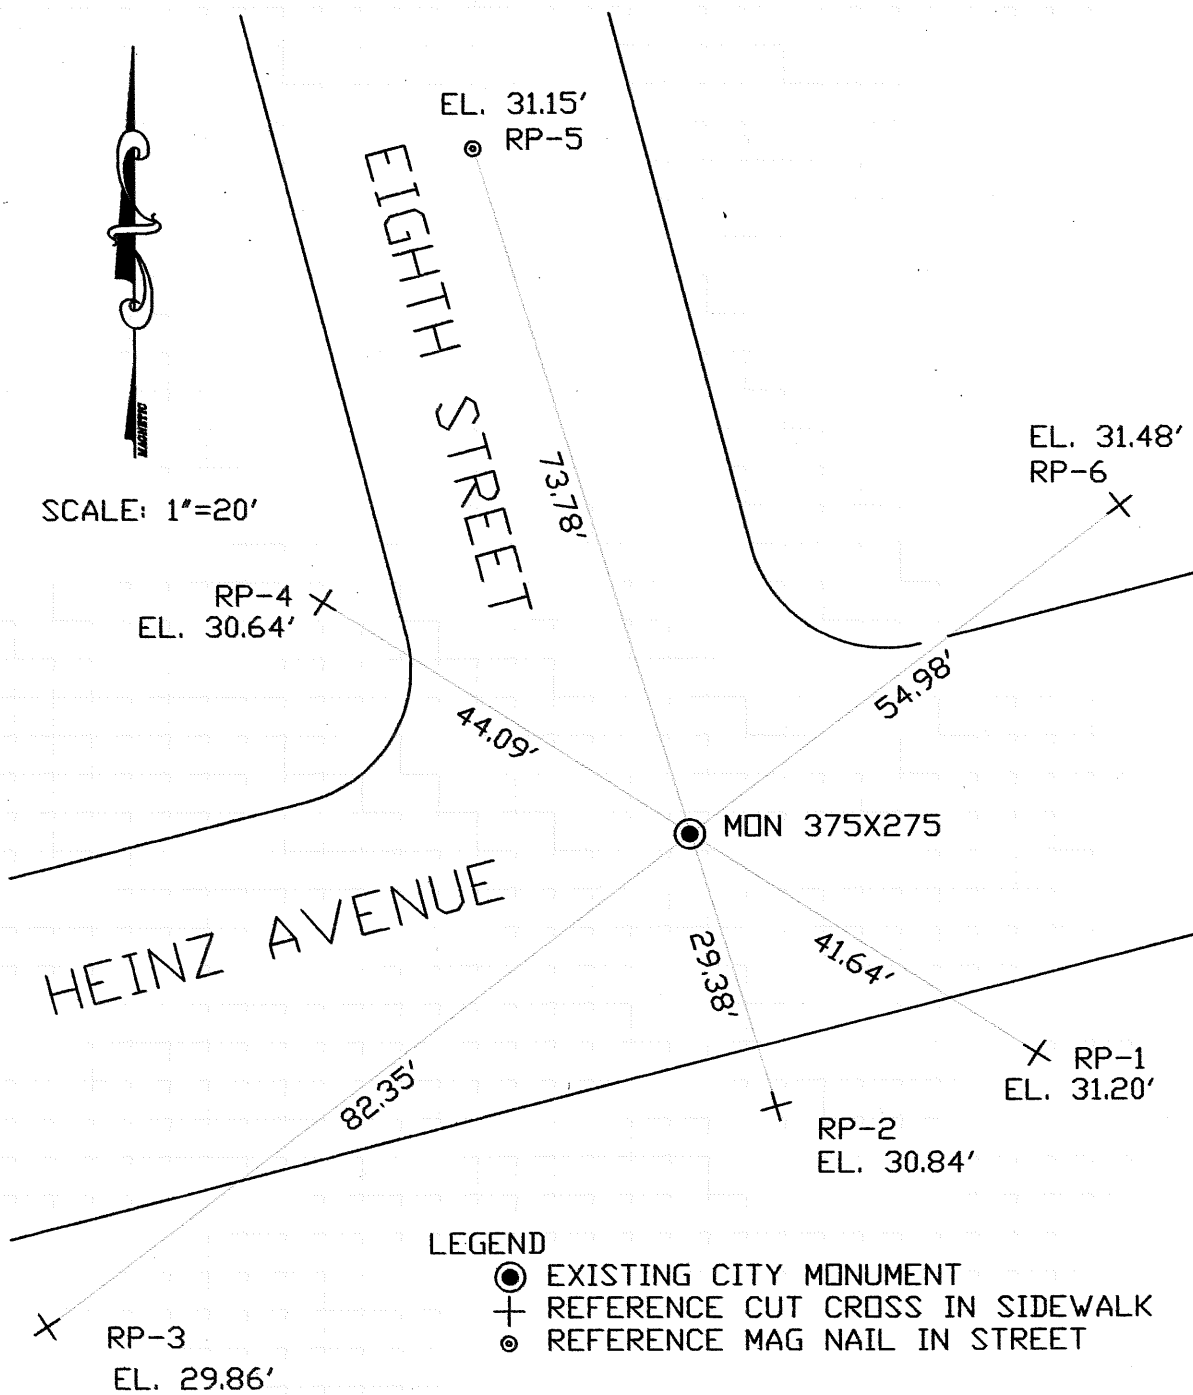 EL. 31.15'
RP-5
EIGHTH STREET
MAGNETIC
SCALE: 1"=20'
73.78'
EL. 31.48'
RP-6
RP-4
EL. 30.64'
54.98'
44.09'
MON 375X275
HEINZ AVENUE
29.38'
41.64'
RP-1
EL. 31.20'
82.35'
RP-2
EL. 30.84'
LEGEND
EXISTING CITY MONUMENT
REFERENCE CUT CROSS IN SIDEWALK
REFERENCE MAG NAIL IN STREET
RP-3
EL. 29.86'